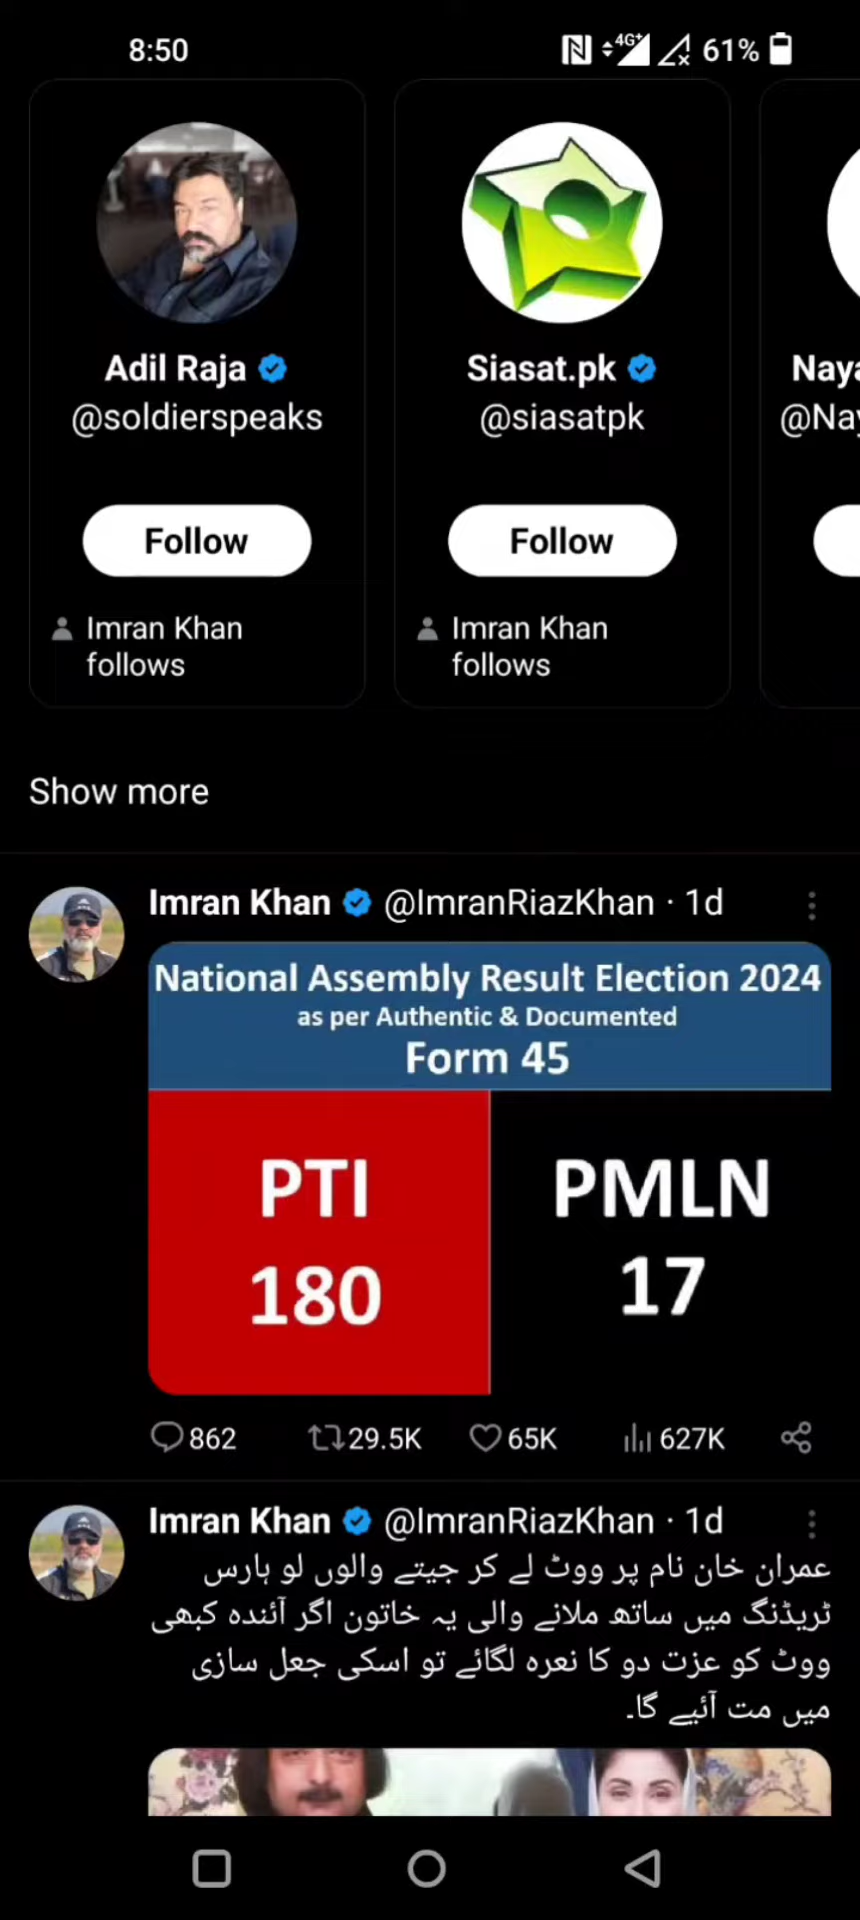 8:50
4G+ 61%
Adil Raja
@soldierspeaks
Follow
Imran Khan
follows
Siasat.pk
@siasatpk
Follow
Imran Khan
follows
Show more
Imran Khan @ImranRiazKhan · 1d
National Assembly Result Election 2024
as per Authentic & Documented
Form 45
PTI
180
PMLN
17
862 29.5K 65K 627K
Imran Khan @ImranRiazKhan · 1d
عمران خان نام پر ووٹ لے کر جیتے والوں لو ہارس
ٹریڈنگ میں ساتھ ملانے والی یہ خاتون اگر آئندہ کبھی
ووٹ کو عزت دو کا نعرہ لگائے تو اسکی جعل سازی
میں مت آئیے گا۔